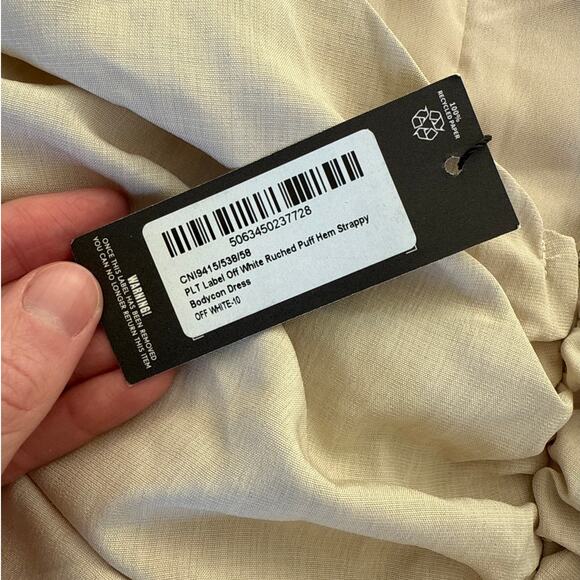 100%
RECYCLED PAPER
5063450237728
CNI9415/538/58
PLT Label Off White Ruched Puff Hem Strappy
Bodycon Dress
OFF WHITE-10
WARNING!
ONCE THIS LABEL HAS BEEN REMOVED
YOU CAN NO LONGER RETURN THIS ITEM